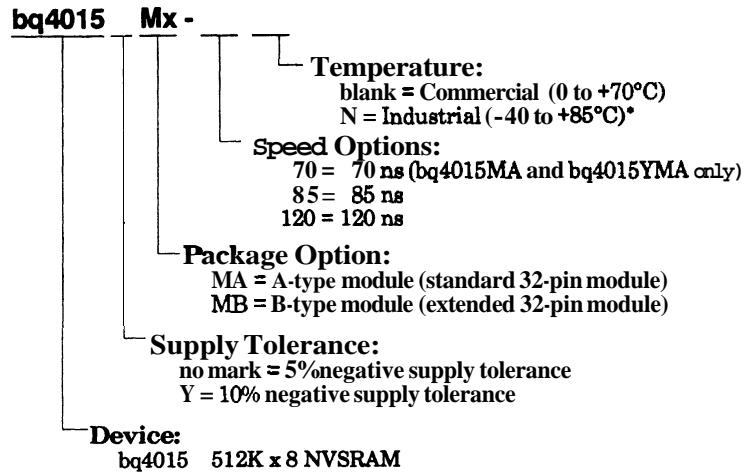 bq4015 Mx -
Temperature:
blank = Commercial (0 to +70°C)
N = Industrial (-40 to +85°C)*
Speed Options:
70 = 70 ns (bq4015MA and bq4015YMA only)
85 = 85 ns
120 = 120 ns
Package Option:
MA = A-type module (standard 32-pin module)
MB = B-type module (extended 32-pin module)
Supply Tolerance:
no mark = 5% negative supply tolerance
Y = 10% negative supply tolerance
Device:
bq4015 512K x 8 NVSRAM